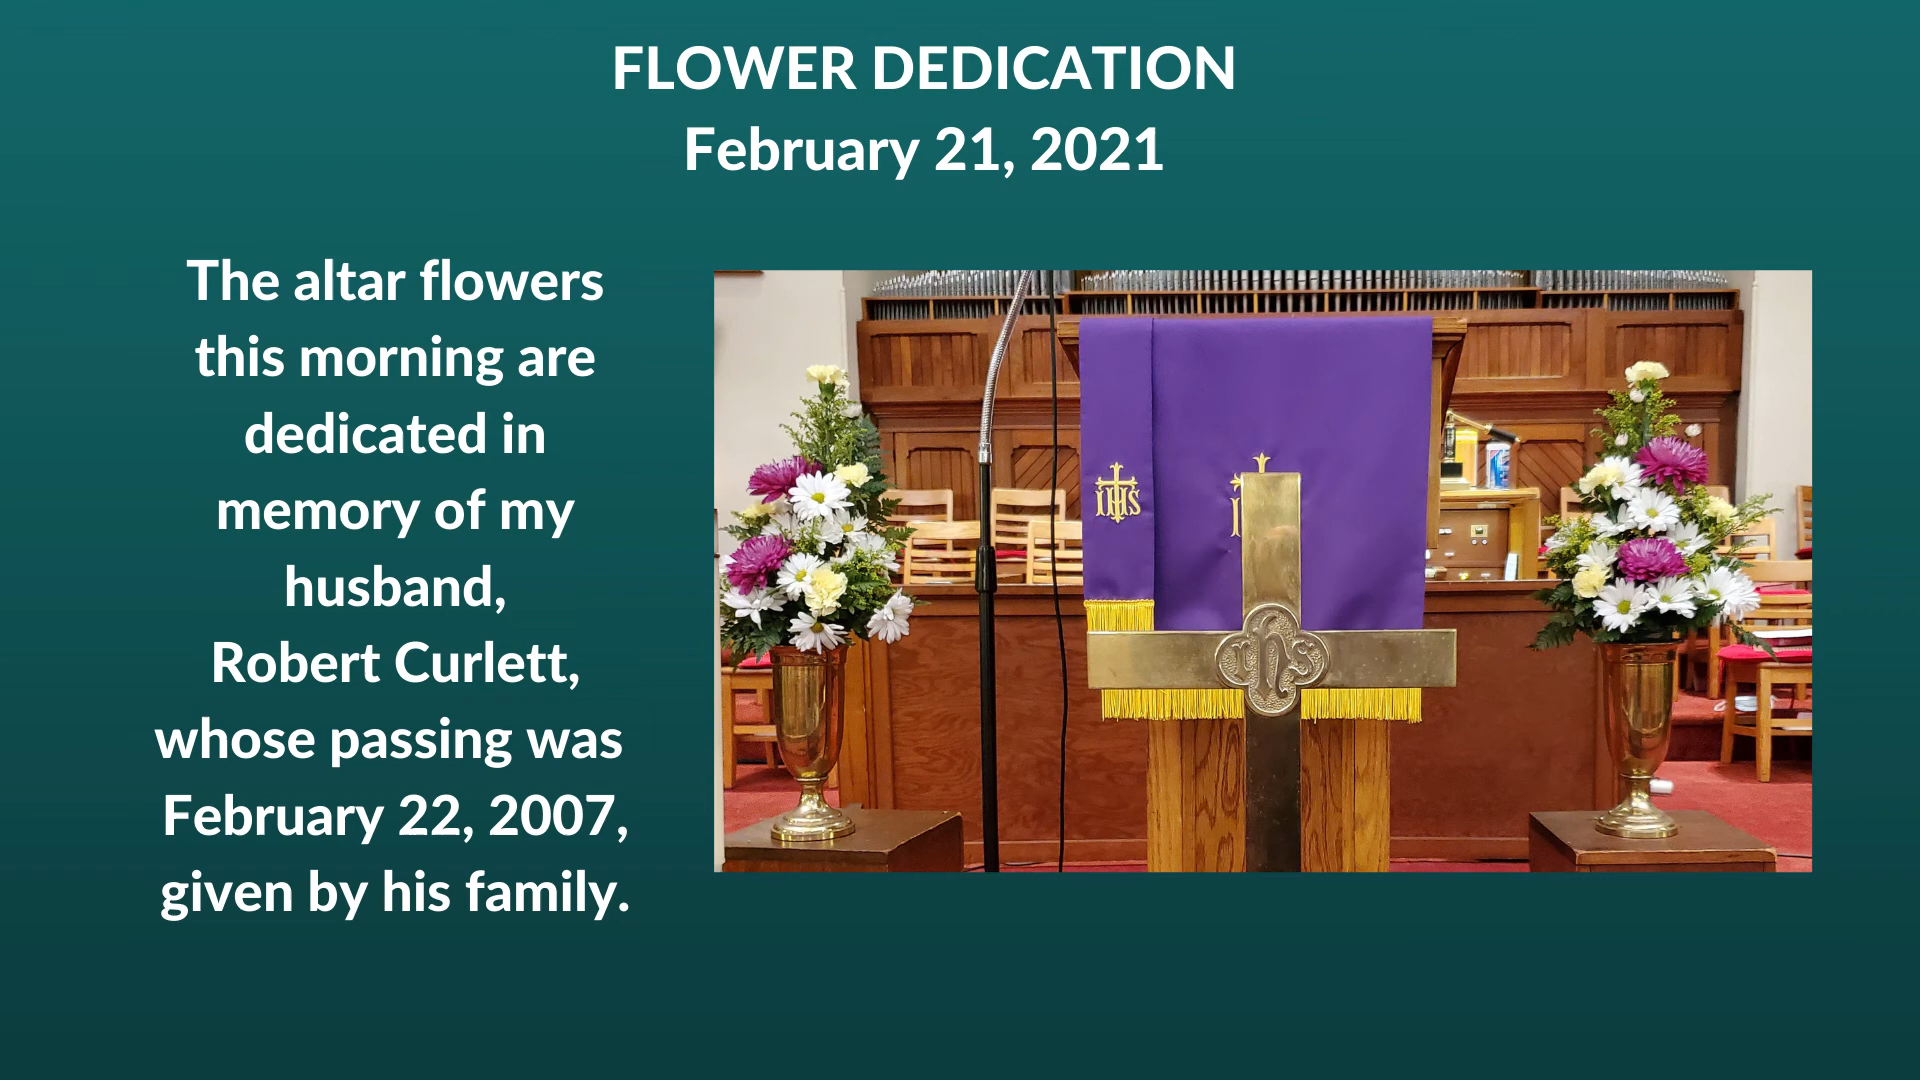 FLOWER DEDICATION
February 21, 2021
The altar flowers
this morning are
dedicated in
memory of my
husband,
Robert Curlett,
whose passing was
February 22, 2007,
given by his family.
IHS
I
IHS